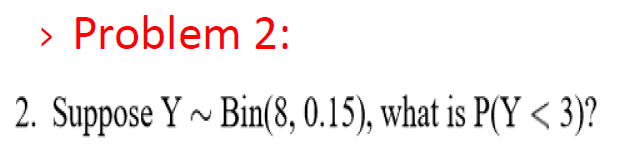 › Problem 2:
2. Suppose Y ~ Bin(8, 0.15), what is P(Y < 3)?